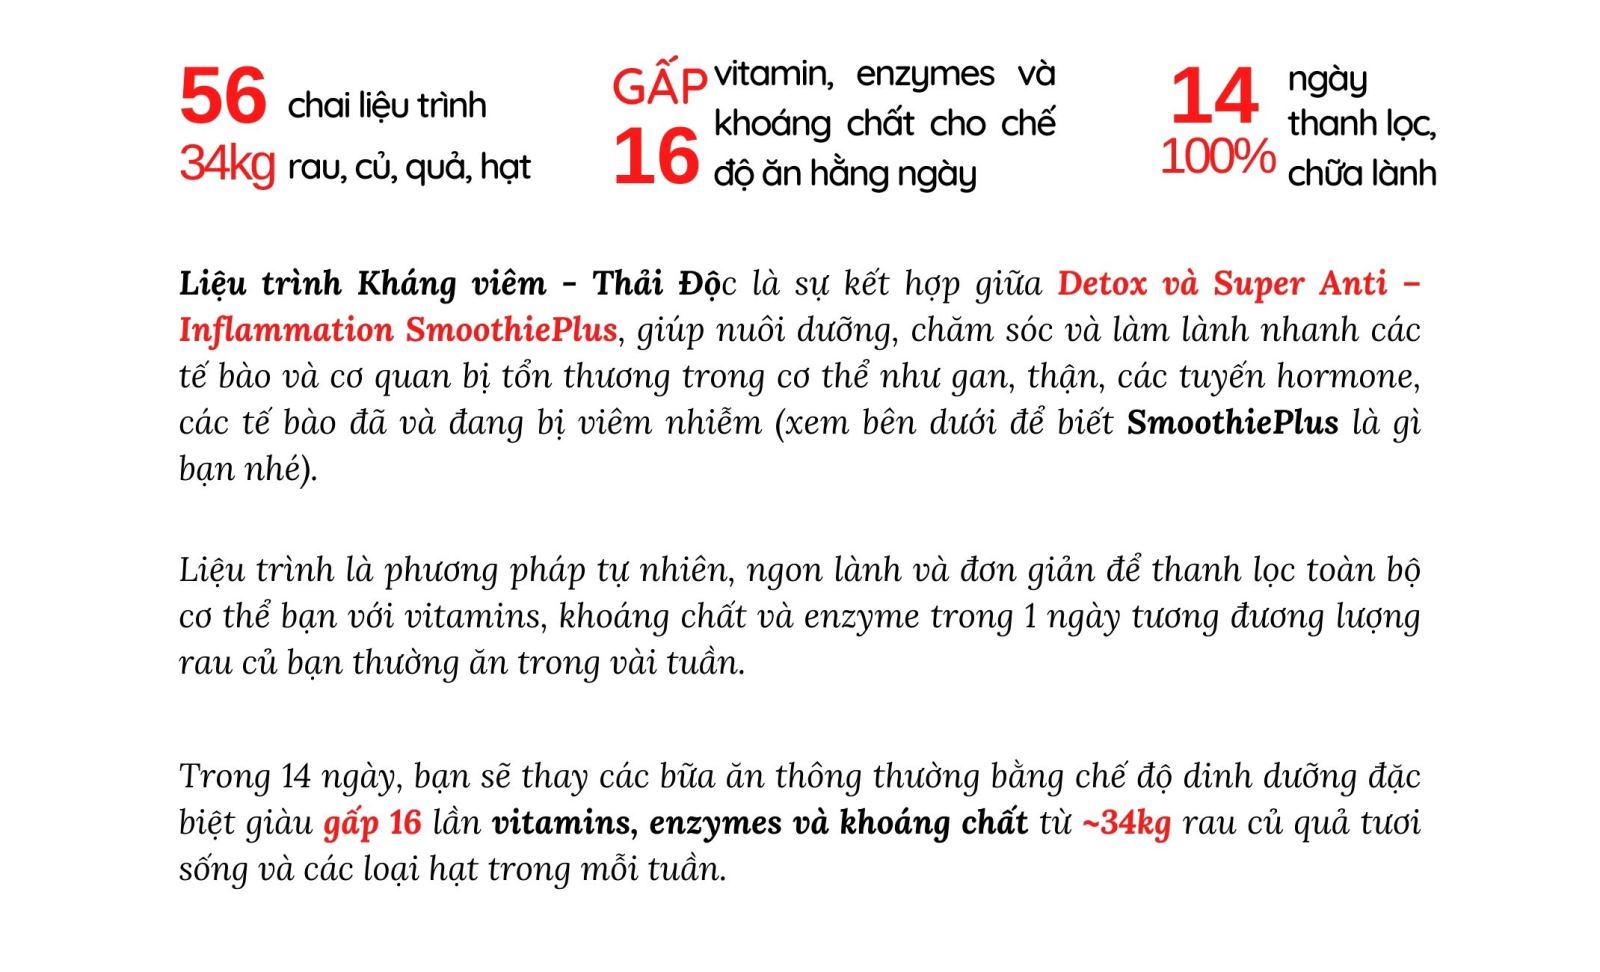 56 chai liệu trình
34kg rau, củ, quả, hạt
GẤP 16
vitamin, enzymes và
khoáng chất cho chế
độ ăn hằng ngày
14
100%
ngày
thanh lọc,
chữa lành
Liệu trình Kháng viêm - Thải Độc là sự kết hợp giữa Detox và Super Anti –
Inflammation SmoothiePlus, giúp nuôi dưỡng, chăm sóc và làm lành nhanh các
tế bào và cơ quan bị tổn thương trong cơ thể như gan, thận, các tuyến hormone,
các tế bào đã và đang bị viêm nhiễm (xem bên dưới để biết SmoothiePlus là gì
bạn nhé).
Liệu trình là phương pháp tự nhiên, ngon lành và đơn giản để thanh lọc toàn bộ
cơ thể bạn với vitamins, khoáng chất và enzyme trong 1 ngày tương đương lượng
rau củ bạn thường ăn trong vài tuần.
Trong 14 ngày, bạn sẽ thay các bữa ăn thông thường bằng chế độ dinh dưỡng đặc
biệt giàu gấp 16 lần vitamins, enzymes và khoáng chất từ ~34kg rau củ quả tươi
sống và các loại hạt trong mỗi tuần.